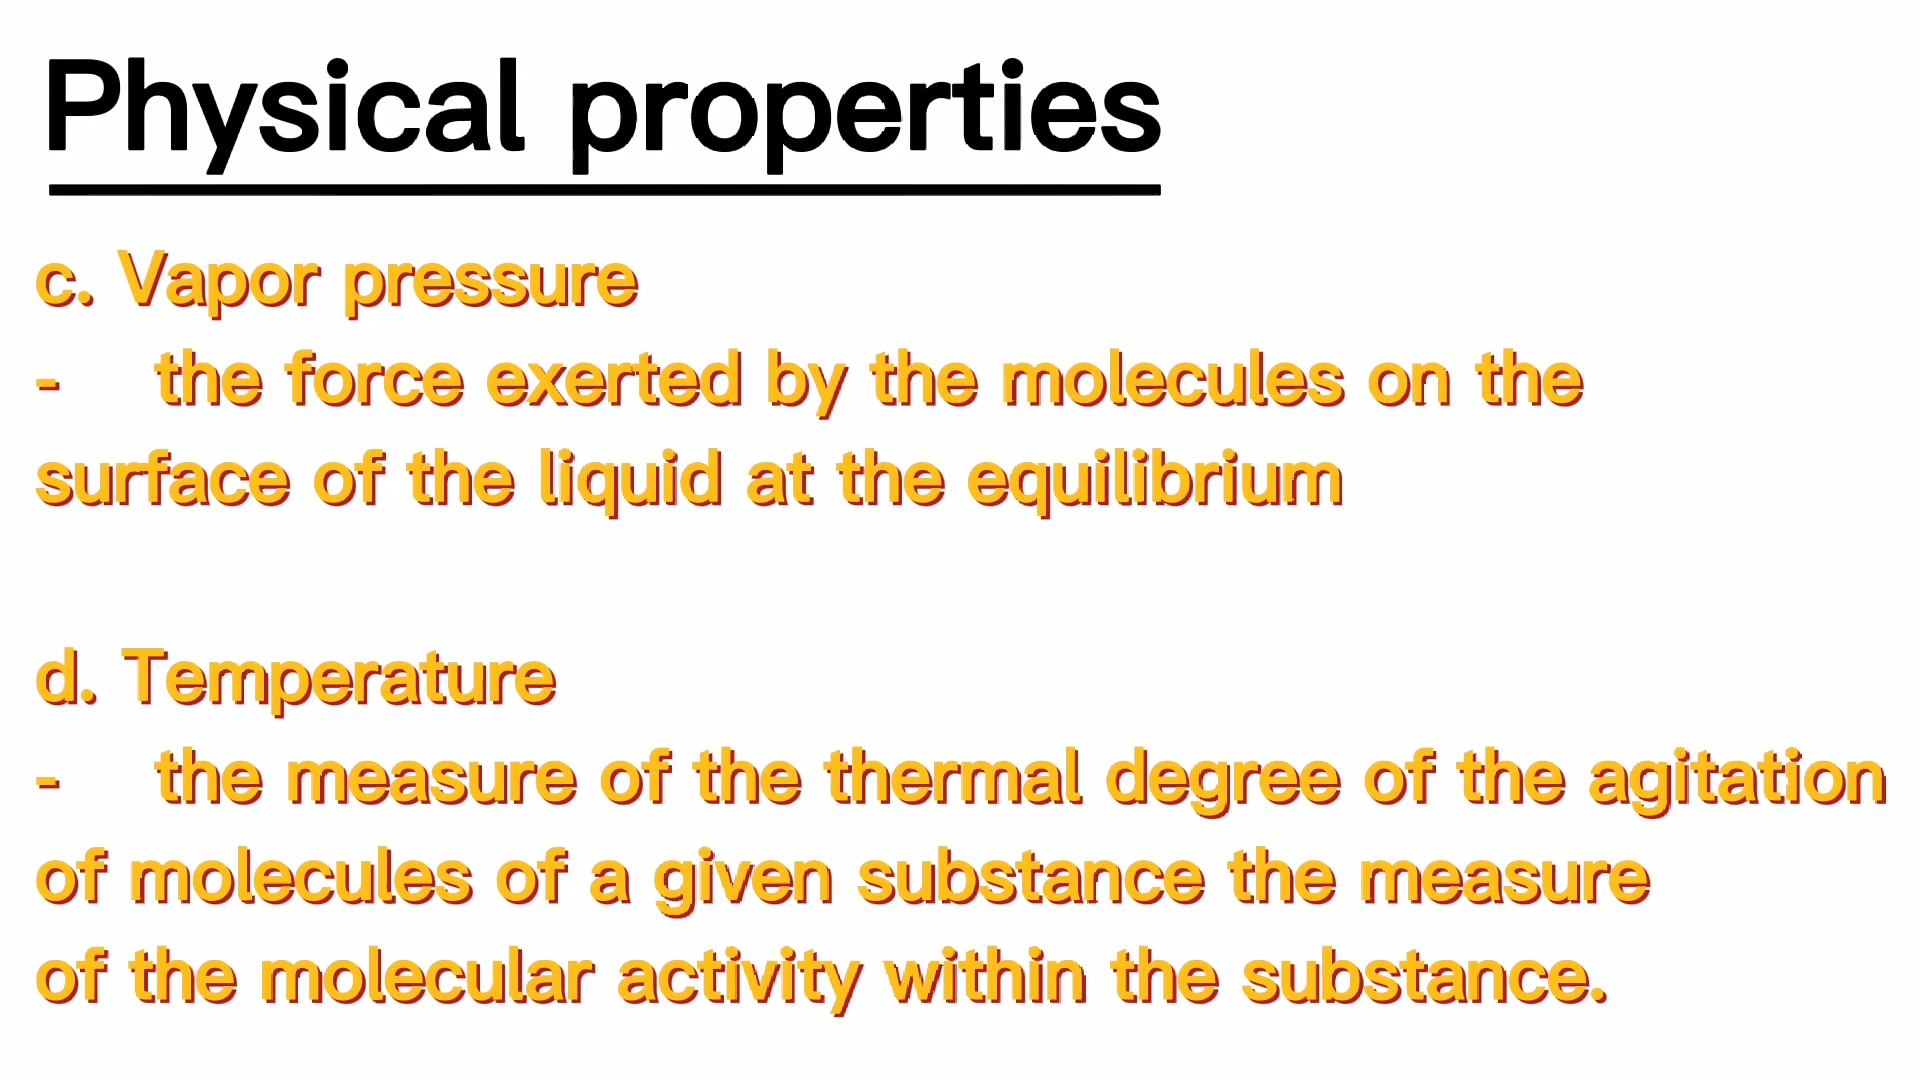 Physical properties
c. Vapor pressure
- the force exerted by the molecules on the
surface of the liquid at the equilibrium
d. Temperature
- the measure of the thermal degree of the agitation
of molecules of a given substance the measure
of the molecular activity within the substance.